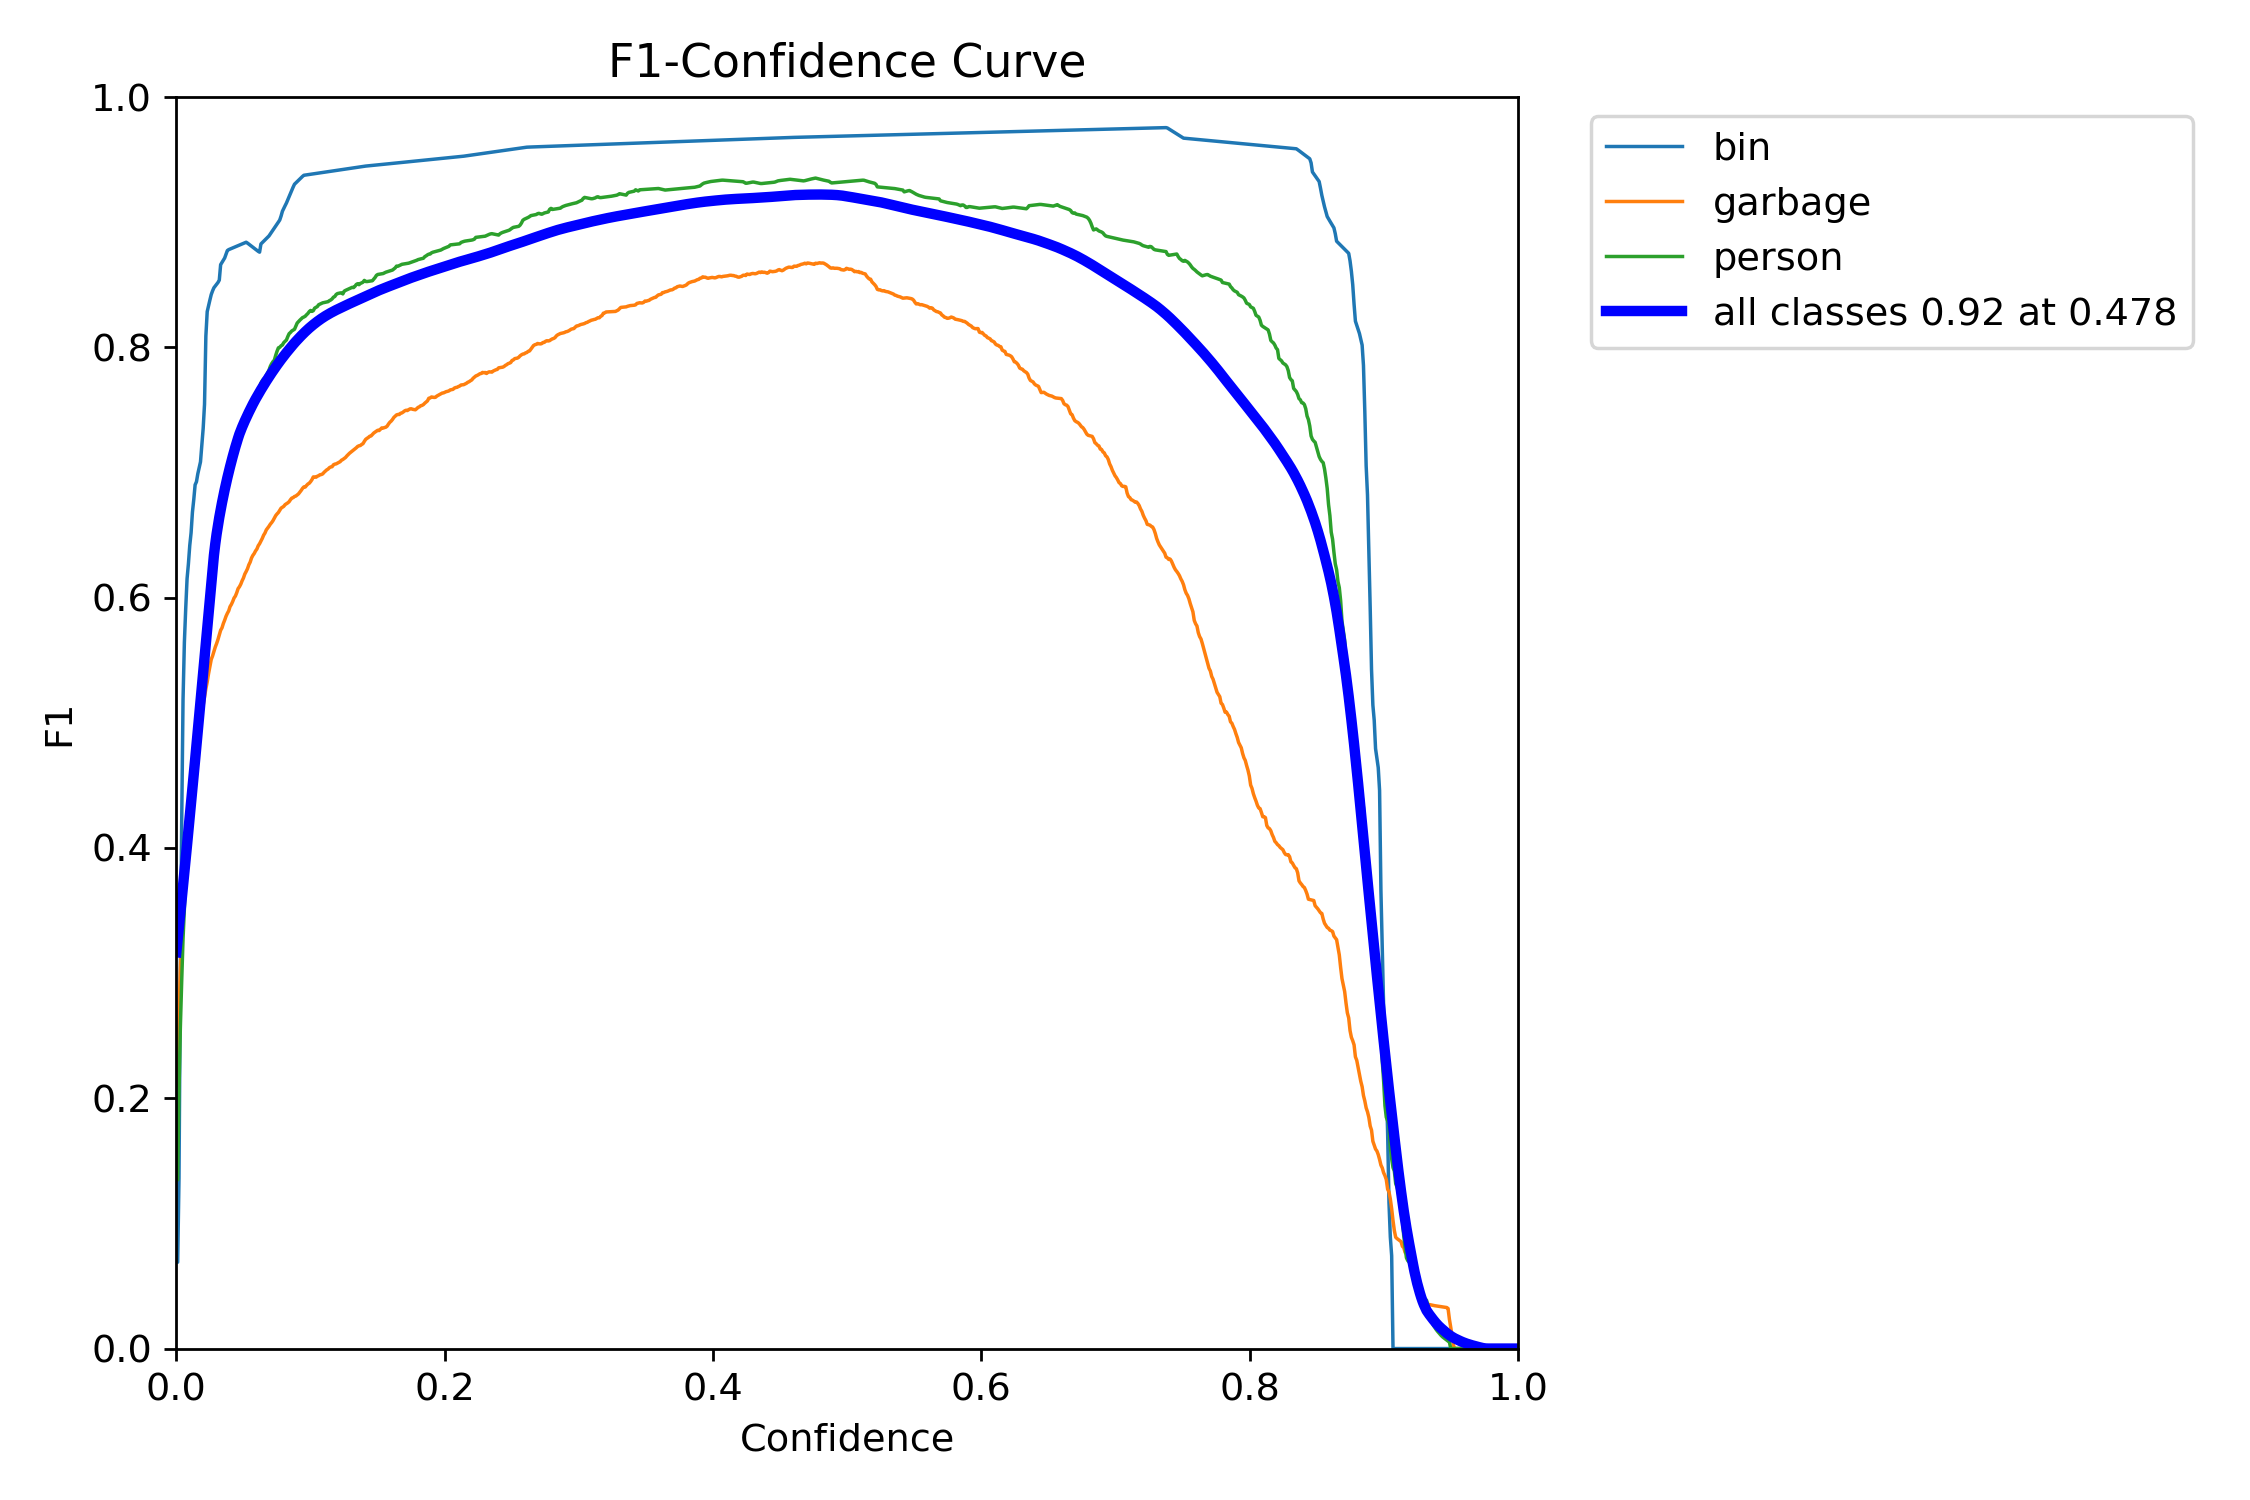 F1-Confidence Curve
1.0
0.8
0.6
0.4
0.2
0.0
F1
0.0 0.2 0.4 0.6 0.8 1.0
Confidence
bin
garbage
person
all classes 0.92 at 0.478